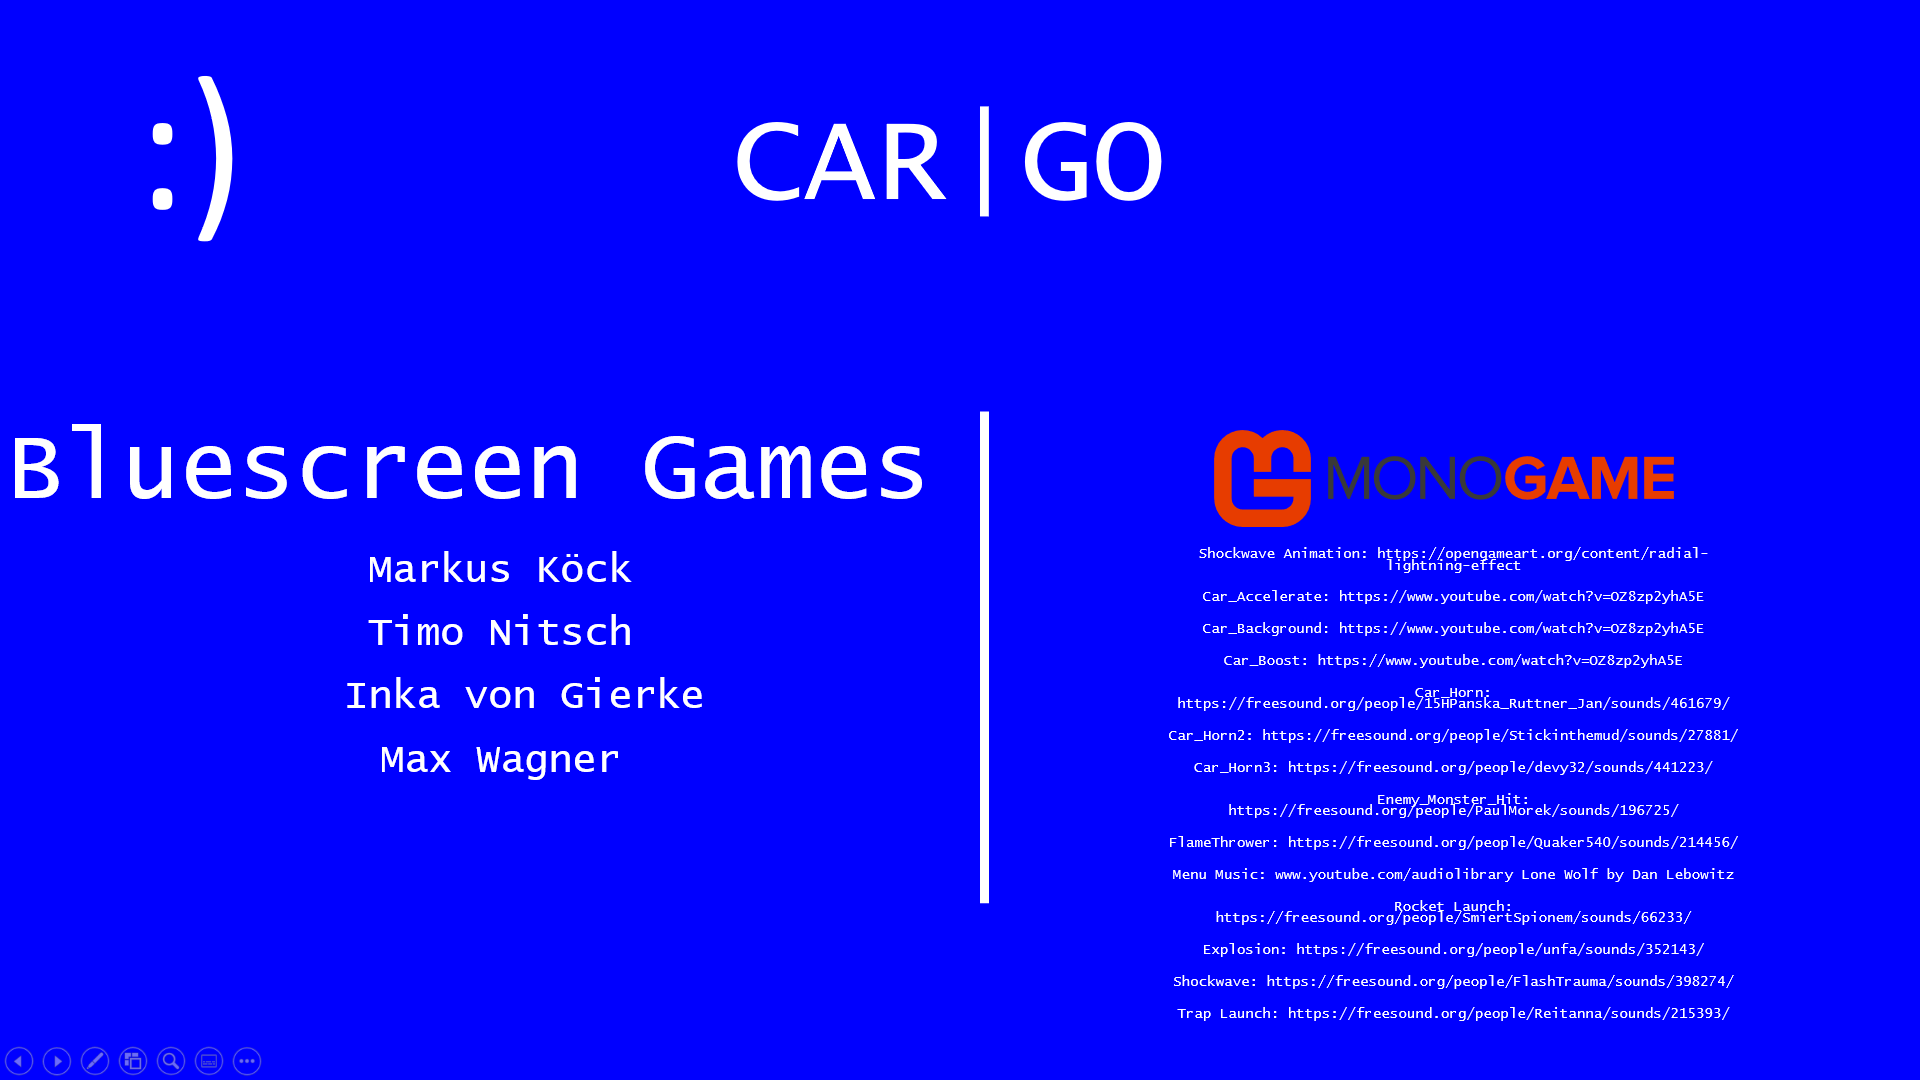 :)
CAR|GO
Bluescreen Games
Markus Köck
Timo Nitsch
Inka von Gierke
Max Wagner
MONOGAME
Shockwave Animation: https://opengameart.org/content/radial-
lightning-effect
Car_Accelerate: https://www.youtube.com/watch?v=OZ8zp2yhA5E
Car_Background: https://www.youtube.com/watch?v=OZ8zp2yhA5E
Car_Boost: https://www.youtube.com/watch?v=OZ8zp2yhA5E
Car_Horn:
https://freesound.org/people/15HPanska_Ruttner_Jan/sounds/461679/
Car_Horn2: https://freesound.org/people/Stickinthemud/sounds/27881/
Car_Horn3: https://freesound.org/people/devy32/sounds/441223/
Enemy_Monster_Hit:
https://freesound.org/people/PaulMorek/sounds/196725/
FlameThrower: https://freesound.org/people/Quaker540/sounds/214456/
Menu Music: www.youtube.com/audiolibrary Lone Wolf by Dan Lebowitz
Rocket Launch:
https://freesound.org/people/SmiertSpionem/sounds/66233/
Explosion: https://freesound.org/people/unfa/sounds/352143/
Shockwave: https://freesound.org/people/FlashTrauma/sounds/398274/
Trap Launch: https://freesound.org/people/Reitanna/sounds/215393/